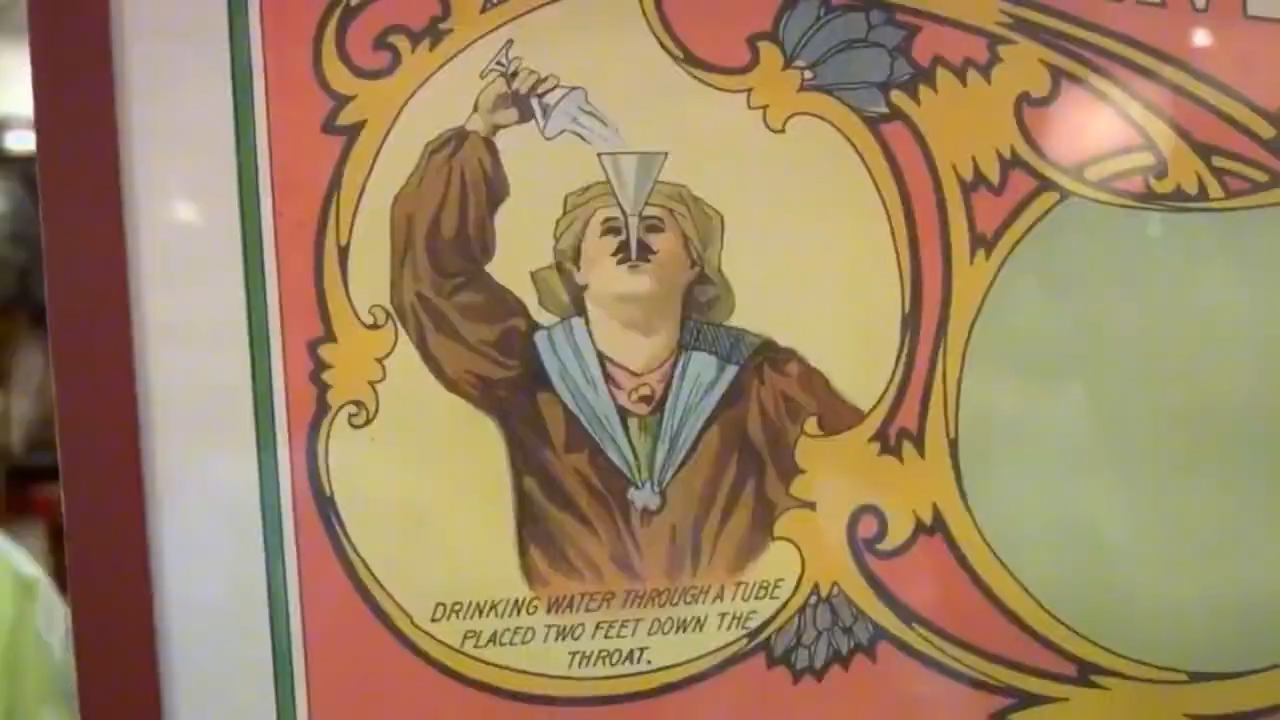 DRINKING WATER THROUGH A TUBE
PLACED TWO FEET DOWN THE
THROAT.